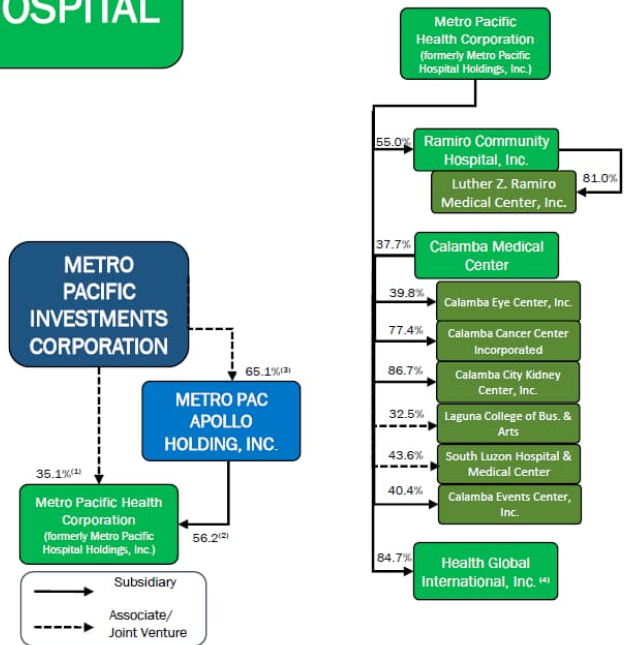 OSPITAL
METRO
PACIFIC
INVESTMENTS
CORPORATION
65.1%(3)
METRO PAC
APOLLO
HOLDING, INC.
35.1%(1)
Metro Pacific Health
Corporation
(formerly Metro Pacific
Hospital Holdings, Inc.)
56.2(2)
Subsidiary
Associate/
Joint Venture
Metro Pacific
Health Corporation
(formerly Metro Pacific
Hospital Holdings, Inc.)
55.0%
Ramiro Community
Hospital, Inc.
81.0%
Luther Z. Ramiro
Medical Center, Inc.
37.7%
Calamba Medical
Center
39.8%
Calamba Eye Center, Inc.
77.4%
Calamba Cancer Center
Incorporated
86.7%
Calamba City Kidney
Center, Inc.
32.5%
Laguna College of Bus. &
Arts
43.6%
South Luzon Hospital &
Medical Center
40.4%
Calamba Events Center,
Inc.
84.7%
Health Global
International, Inc. (4)